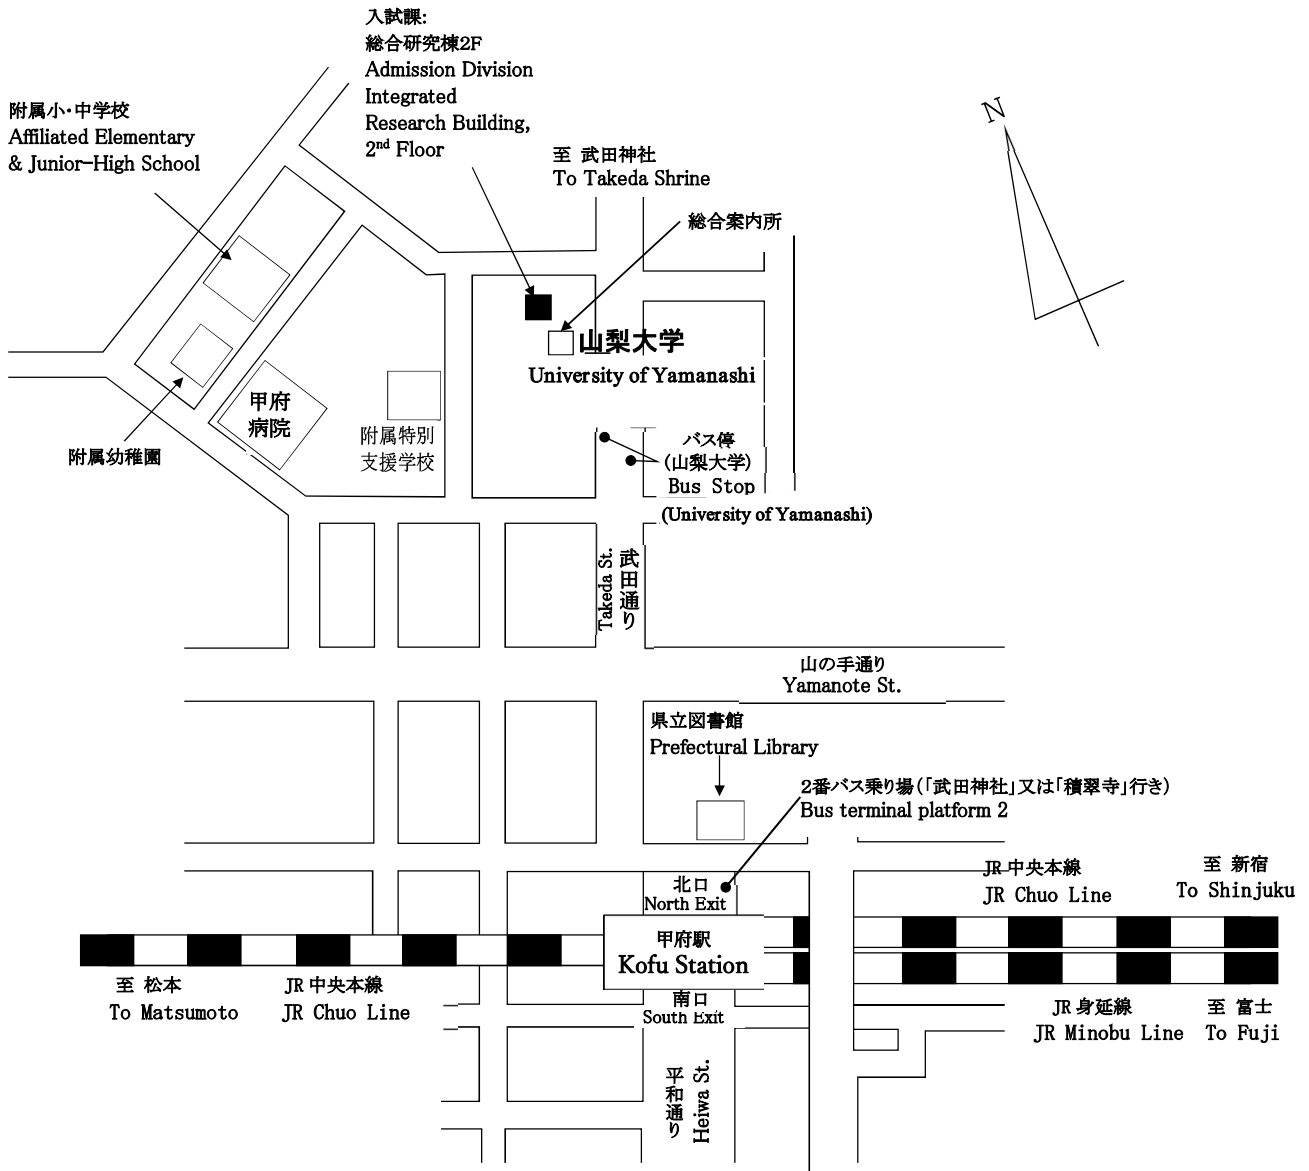 入試課:
総合研究棟2F
Admission Division
Integrated
Research Building,
2nd Floor
附属小・中学校
Affiliated Elementary
& Junior-High School
至 武田神社
To Takeda Shrine
総合案内所
N
山梨大学
University of Yamanashi
甲府
病院
附属特別
支援学校
附属幼稚園
バス停
(山梨大学)
Bus Stop
(University of Yamanashi)
Takeda St.
武田通り
山の手通り
Yamanote St.
県立図書館
Prefectural Library
2番バス乗り場(「武田神社」又は「積翠寺」行き)
Bus terminal platform 2
北口
North Exit
JR 中央本線
JR Chuo Line
至 新宿
To Shinjuku
甲府駅
Kofu Station
至 松本
To Matsumoto
JR 中央本線
JR Chuo Line
南口
South Exit
JR 身延線
JR Minobu Line
至 富士
To Fuji
平和通り
Heiwa St.